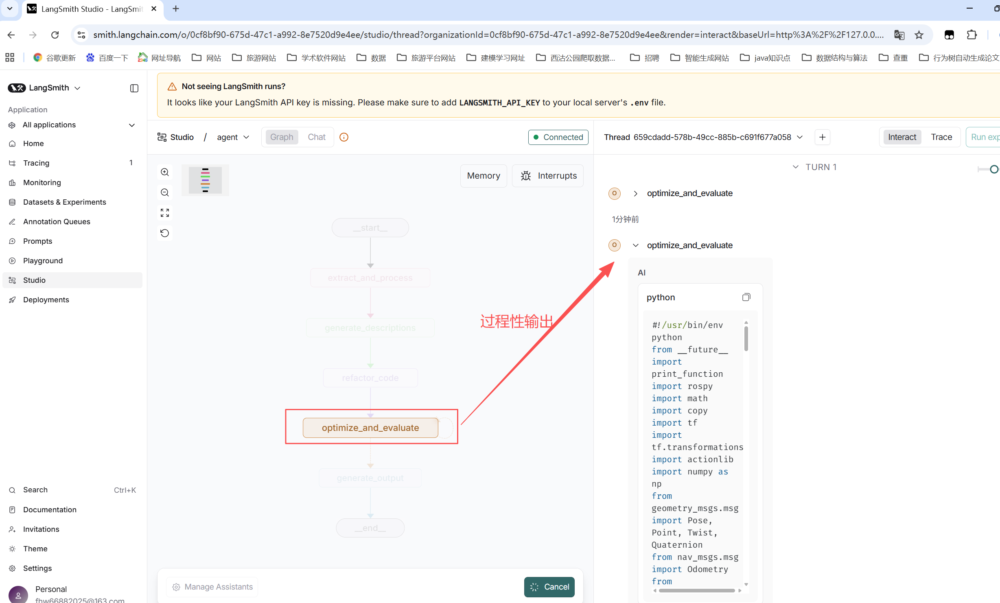 LangSmith Studio - LangSmit
smith.langchain.com/o/0cf8bf90-675d-47c1-a992-8e7520d9e4ee/studio/thread?organizationId=0cf8bf90-675d-47c1-a992-8e7520d9e4ee&render=interact&baseUrl=http%3A%2F%2F127.0.0....
谷歌更新 百度一下 网址导航 网站 旅游网站 学术软件网站 数据 旅游平台网站 建模学习网址 西沽公园爬取数据... 招聘 智能生成网站 java知识点 数据结构与算法 查重 行为树自动生成论文
LangSmith
Application
All applications
Home
Tracing 1
Monitoring
Datasets & Experiments
Annotation Queues
Prompts
Playground
Studio
Deployments
Search Ctrl+K
Documentation
Invitations
Theme
Settings
Personal
fhw66882025@163.com
Not seeing LangSmith runs?
It looks like your LangSmith API key is missing. Please make sure to add LANGSMITH_API_KEY to your local server's .env file.
Studio / agent Graph Chat Connected
Memory Interrupts
__start__
extract_and_process
generate_descriptions
refactor_code
optimize_and_evaluate
generate_output
__end__
过程性输出
Manage Assistants Cancel
Thread 659cdadd-578b-49cc-885b-c691f677a058 + Interact Trace Run exp
TURN 1
O optimize_and_evaluate
1分钟前
O optimize_and_evaluate
AI
python
#!/usr/bin/env
python
from __future__
import
print_function
import rospy
import math
import copy
import tf
import
tf.transformations
import actionlib
import numpy as
np
from
geometry_msgs.msg
import Pose,
Point, Twist,
Quaternion
from nav_msgs.msg
import Odometry
from